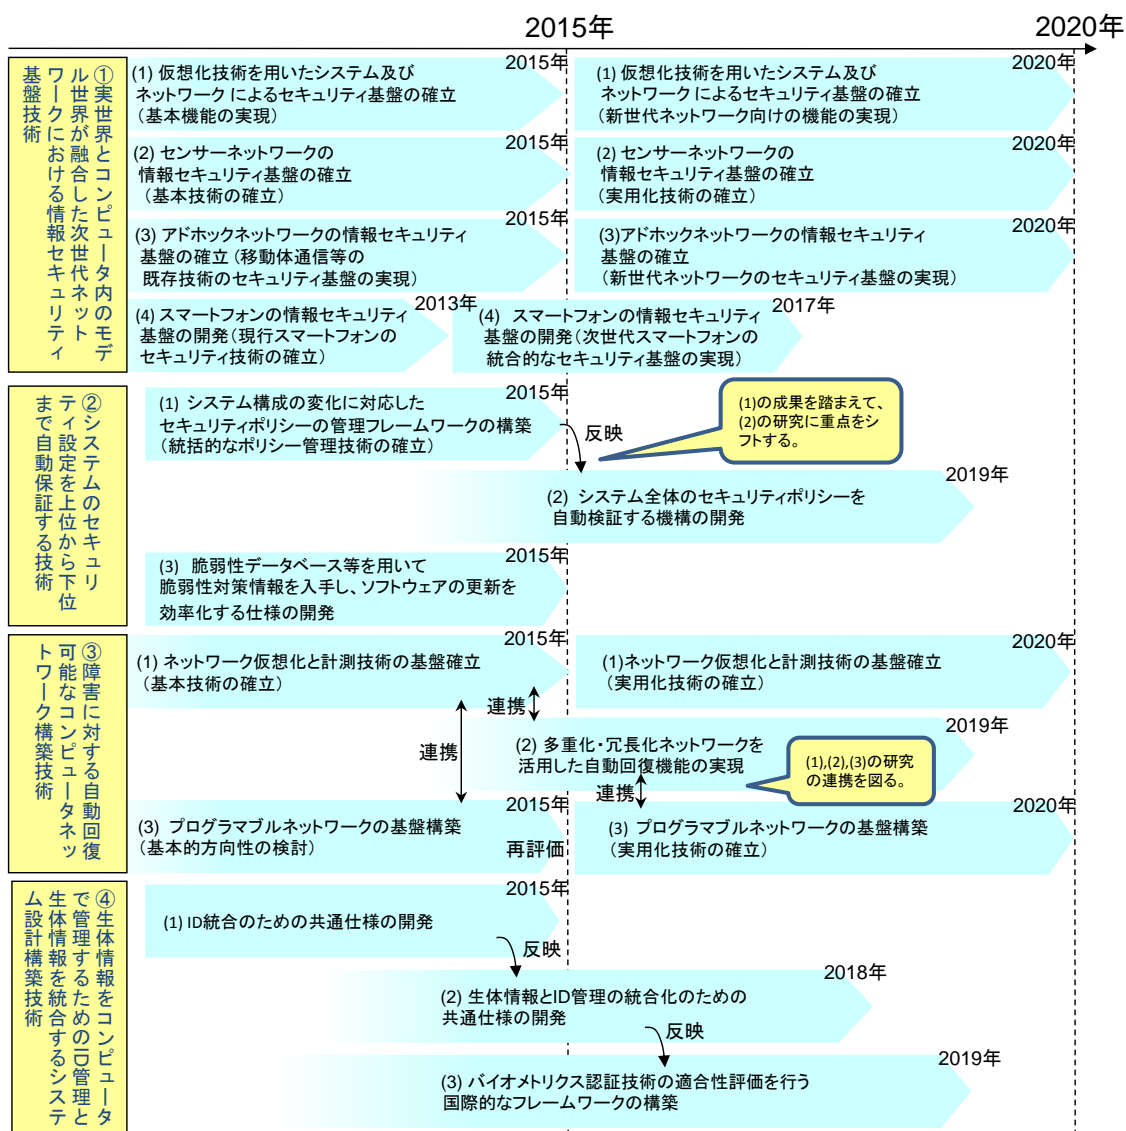 2015年
2020年
①実世界とコンピュータ内のモデ
ル世界が融合した次世代ネット
ワークにおける情報セキュリティ
基盤技術
2015年
(1) 仮想化技術を用いたシステム及び
ネットワークによるセキュリティ基盤の確立
（基本機能の実現）
2020年
(1) 仮想化技術を用いたシステム及び
ネットワークによるセキュリティ基盤の確立
（新世代ネットワーク向けの機能の実現）
2015年
(2) センサーネットワークの
情報セキュリティ基盤の確立
（基本技術の確立）
2020年
(2) センサーネットワークの
情報セキュリティ基盤の確立
（実用化技術の確立）
2015年
(3) アドホックネットワークの情報セキュリティ
基盤の確立（移動体通信等の
既存技術のセキュリティ基盤の実現）
2020年
(3)アドホックネットワークの情報セキュリティ
基盤の確立
（新世代ネットワークのセキュリティ基盤の実現）
2013年
(4) スマートフォンの情報セキュリティ
基盤の開発（現行スマートフォンの
セキュリティ技術の確立）
2017年
(4) スマートフォンの情報セキュリティ
基盤の開発（次世代スマートフォンの
統合的なセキュリティ基盤の実現）
②システムのセキュリ
ティ設定を上位から下位
まで自動保証する技術
2015年
(1) システム構成の変化に対応した
セキュリティポリシーの管理フレームワークの構築
（統括的なポリシー管理技術の確立）
反映
(1)の成果を踏まえて、
(2)の研究に重点をシ
フトする。
2019年
(2) システム全体のセキュリティポリシーを
自動検証する機構の開発
2015年
(3) 脆弱性データベース等を用いて
脆弱性対策情報を入手し、ソフトウェアの更新を
効率化する仕様の開発
③障害に対する自動回復
可能なコンピュータネッ
トワーク構築技術
2015年
(1) ネットワーク仮想化と計測技術の基盤確立
（基本技術の確立）
2020年
(1)ネットワーク仮想化と計測技術の基盤確立
（実用化技術の確立）
連携
連携
2019年
(2) 多重化・冗長化ネットワークを
活用した自動回復機能の実現
(1),(2),(3)の研究
の連携を図る。
連携
2015年
(3) プログラマブルネットワークの基盤構築
（基本的方向性の検討）
再評価
2020年
(3) プログラマブルネットワークの基盤構築
（実用化技術の確立）
④生体情報をコンピュータ
で管理するためのID管理と
生体情報を統合するシステ
ム設計構築技術
2015年
(1) ID統合のための共通仕様の開発
反映
2018年
(2) 生体情報とID管理の統合化のための
共通仕様の開発
反映
2019年
(3) バイオメトリクス認証技術の適合性評価を行う
国際的なフレームワークの構築